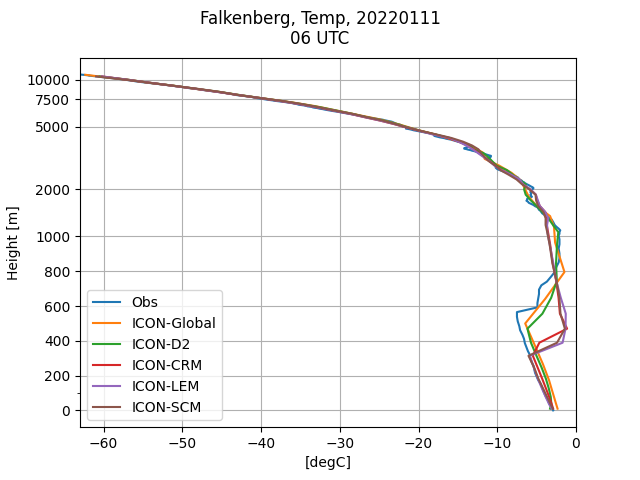 Falkenberg, Temp, 20220111
06 UTC
10000
7500
5000
2000
1000
800
600
400
200
0
Height [m]
Obs
ICON-Global
ICON-D2
ICON-CRM
ICON-LEM
ICON-SCM
−60 −50 −40 −30 −20 −10 0
[degC]